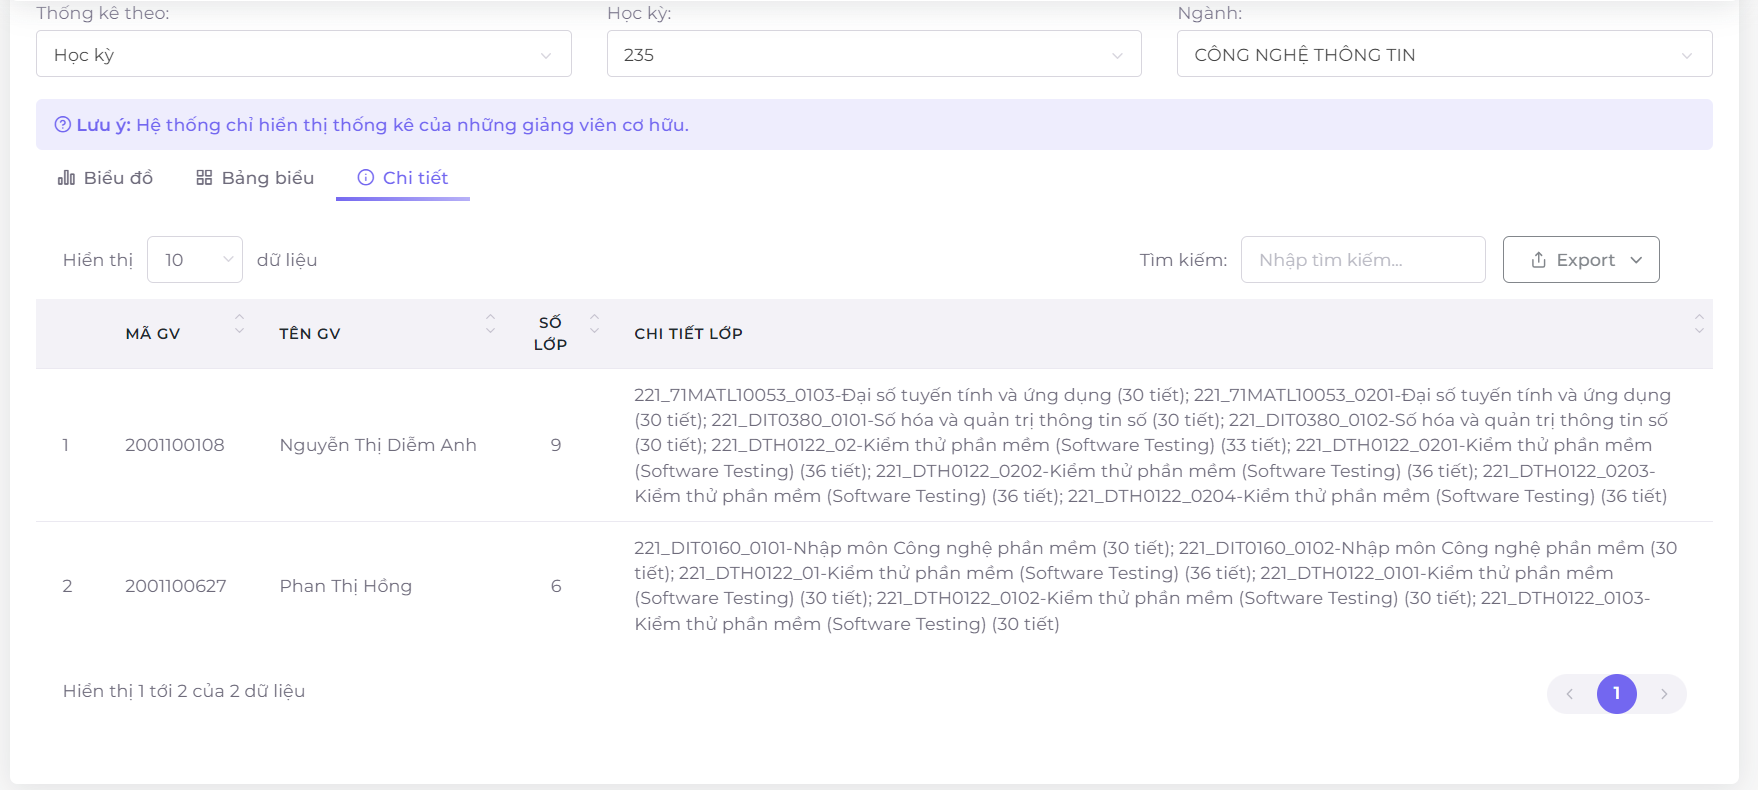 Thống kê theo:
Học kỳ:
Ngành:
Học kỳ
235
CÔNG NGHỆ THÔNG TIN
Lưu ý: Hệ thống chỉ hiển thị thống kê của những giảng viên cơ hữu.
Biểu đồ
Bảng biểu
Chi tiết
Hiển thị 10 dữ liệu
Tìm kiếm: Nhập tìm kiếm...
Export
MÃ GV
TÊN GV
SỐ
LỚP
CHI TIẾT LỚP
1
2001100108
Nguyễn Thị Diễm Anh
9
221_71MATL10053_0103-Đại số tuyến tính và ứng dụng (30 tiết); 221_71MATL10053_0201-Đại số tuyến tính và ứng dụng
(30 tiết); 221_DIT0380_0101-Số hóa và quản trị thông tin số (30 tiết); 221_DIT0380_0102-Số hóa và quản trị thông tin số
(30 tiết); 221_DTH0122_02-Kiểm thử phần mềm (Software Testing) (33 tiết); 221_DTH0122_0201-Kiểm thử phần mềm
(Software Testing) (36 tiết); 221_DTH0122_0202-Kiểm thử phần mềm (Software Testing) (36 tiết); 221_DTH0122_0203-
Kiểm thử phần mềm (Software Testing) (36 tiết); 221_DTH0122_0204-Kiểm thử phần mềm (Software Testing) (36 tiết)
2
2001100627
Phan Thị Hồng
6
221_DIT0160_0101-Nhập môn Công nghệ phần mềm (30 tiết); 221_DIT0160_0102-Nhập môn Công nghệ phần mềm (30
tiết); 221_DTH0122_01-Kiểm thử phần mềm (Software Testing) (36 tiết); 221_DTH0122_0101-Kiểm thử phần mềm
(Software Testing) (30 tiết); 221_DTH0122_0102-Kiểm thử phần mềm (Software Testing) (30 tiết); 221_DTH0122_0103-
Kiểm thử phần mềm (Software Testing) (30 tiết)
Hiển thị 1 tới 2 của 2 dữ liệu
1